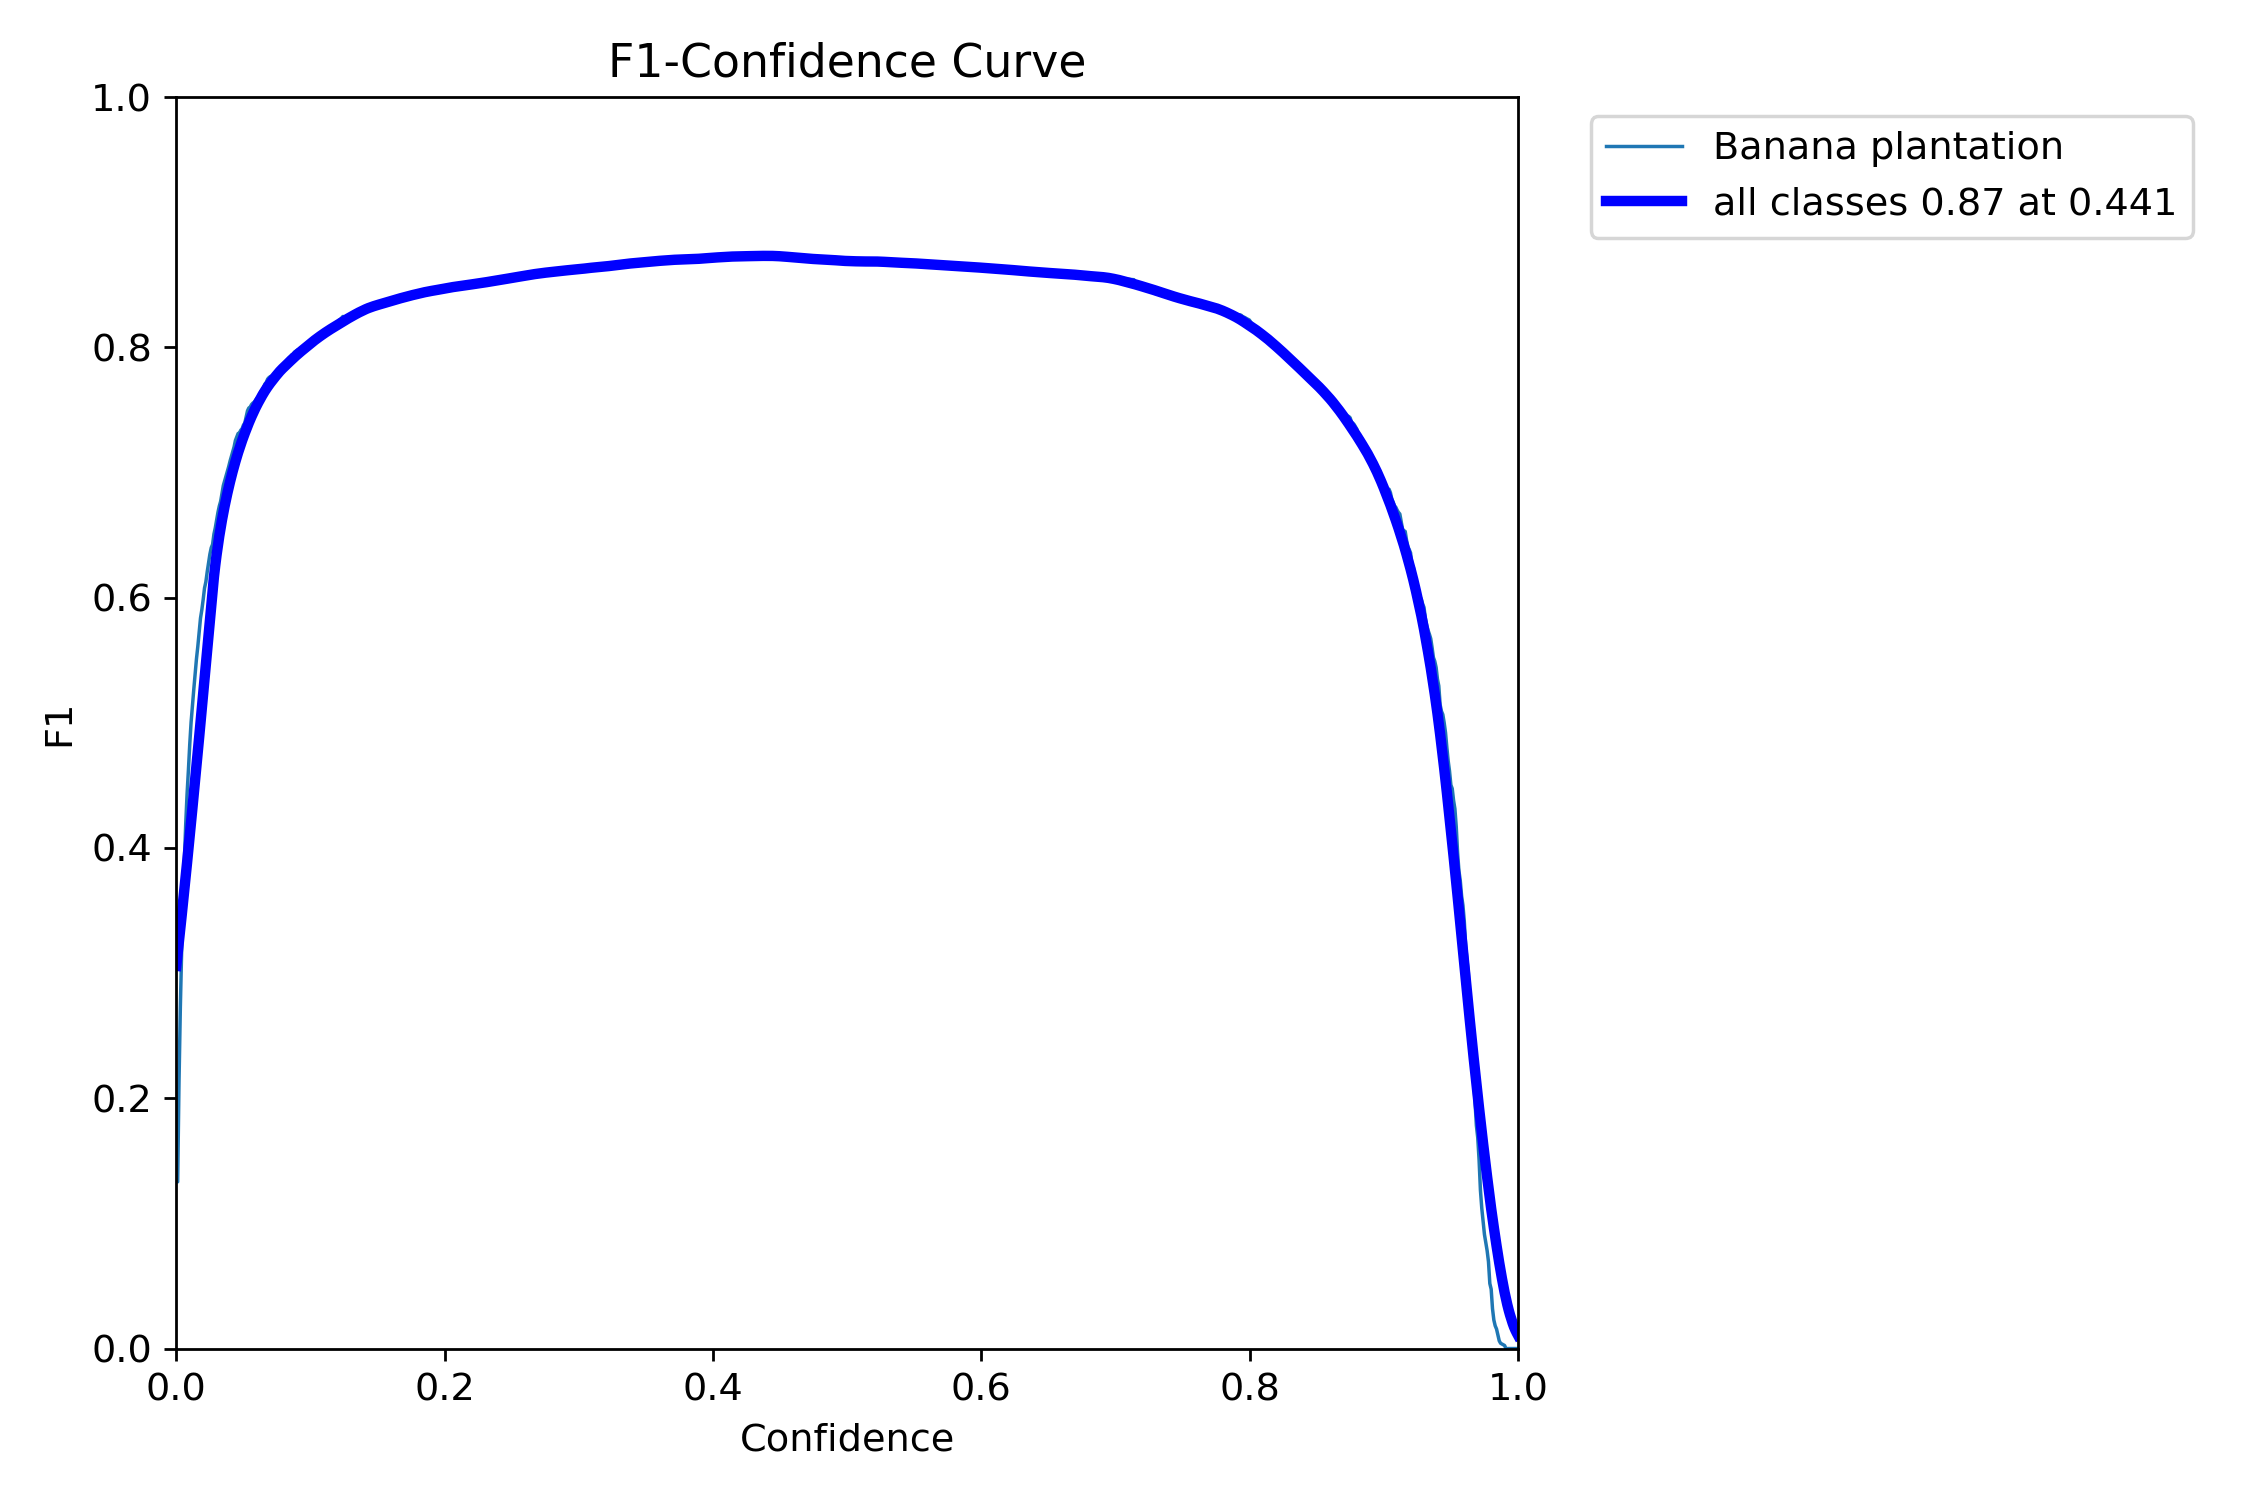 F1-Confidence Curve
Banana plantation
all classes 0.87 at 0.441
1.0
0.8
0.6
0.4
0.2
0.0
F1
0.0 0.2 0.4 0.6 0.8 1.0
Confidence